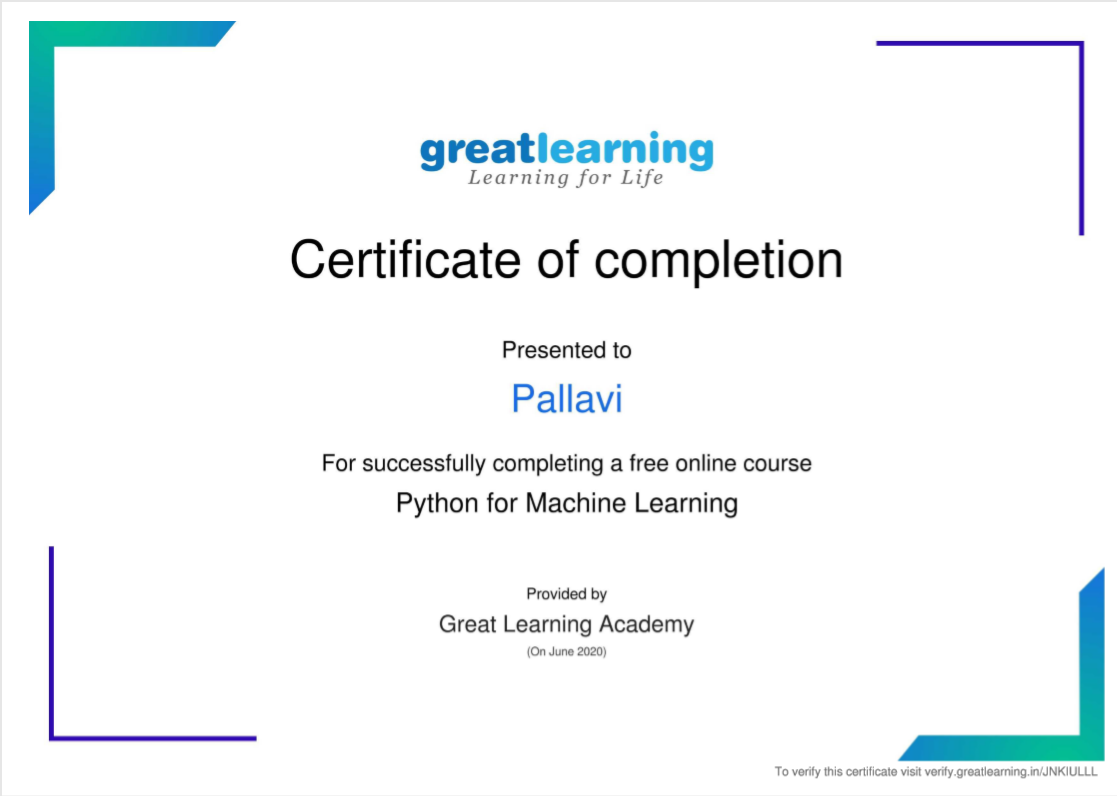 greatlearning
Learning for Life
Certificate of completion
Presented to
Pallavi
For successfully completing a free online course
Python for Machine Learning
Provided by
Great Learning Academy
(On June 2020)
To verify this certificate visit verify.greatlearning.in/JNKIULLL